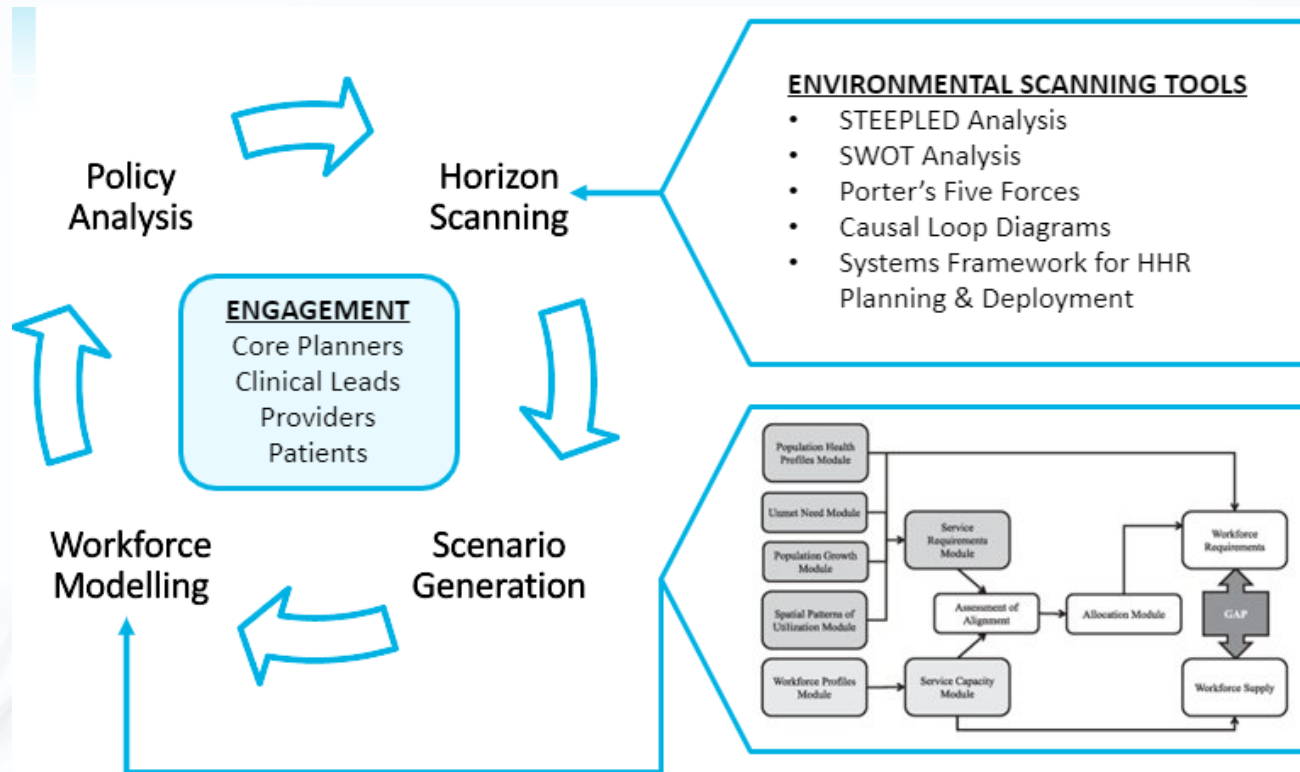 Policy
Analysis
Horizon
Scanning
ENGAGEMENT
Core Planners
Clinical Leads
Providers
Patients
Workforce
Modelling
Scenario
Generation
ENVIRONMENTAL SCANNING TOOLS
• STEEPLED Analysis
• SWOT Analysis
• Porter’s Five Forces
• Causal Loop Diagrams
• Systems Framework for HHR
Planning & Deployment
Population Health
Profiles Module
Unmet Need Module
Population Growth
Module
Spatial Patterns of
Utilization Module
Workforce Profiles
Module
Service
Requirements
Module
Service Capacity
Module
Assessment of
Alignment
Allocation Module
Workforce
Requirements
GAP
Workforce Supply